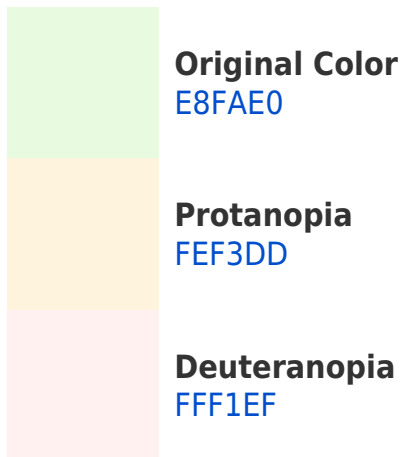 Original Color
E8FAE0
Protanopia
FEF3DD
Deuteranopia
FFF1EF